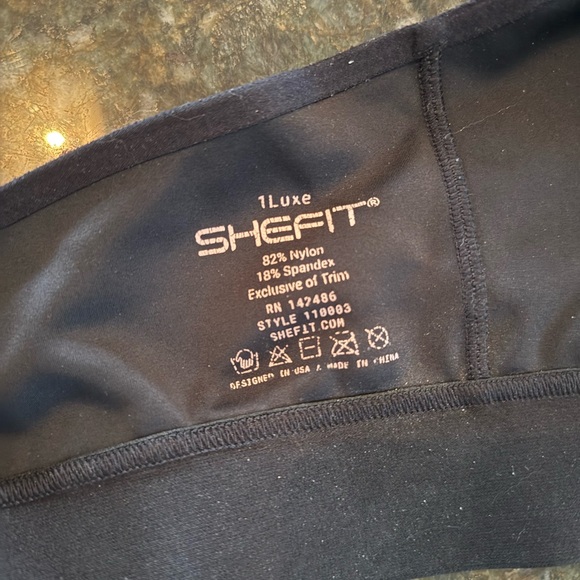 1Luxe
SHEFIT®
82% Nylon
18% Spandex
Exclusive of Trim
RN 147486
STYLE 110003
SHEFIT.COM
DESIGNED IN USA & MADE IN CHINA